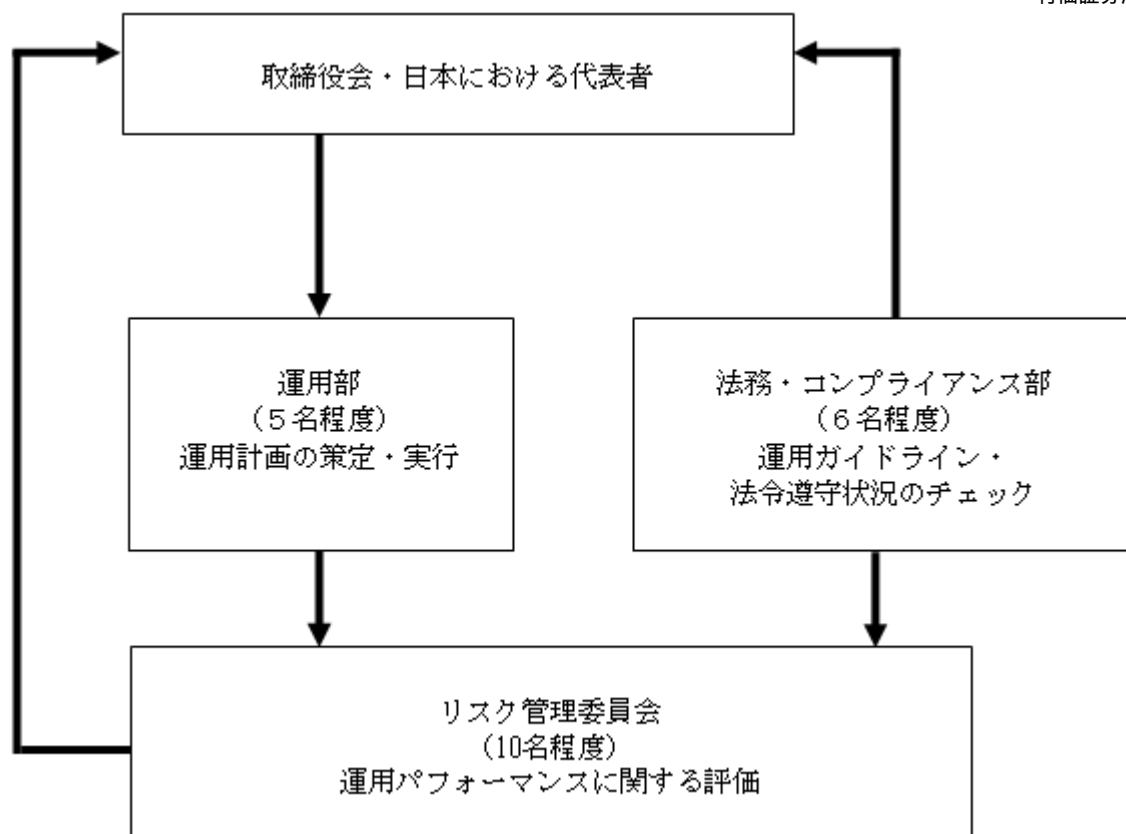 取締役会・日本における代表者
運用部
（５名程度）
運用計画の策定・実行
法務・コンプライアンス部
（６名程度）
運用ガイドライン・
法令遵守状況のチェック
リスク管理委員会
(10名程度)
運用パフォーマンスに関する評価